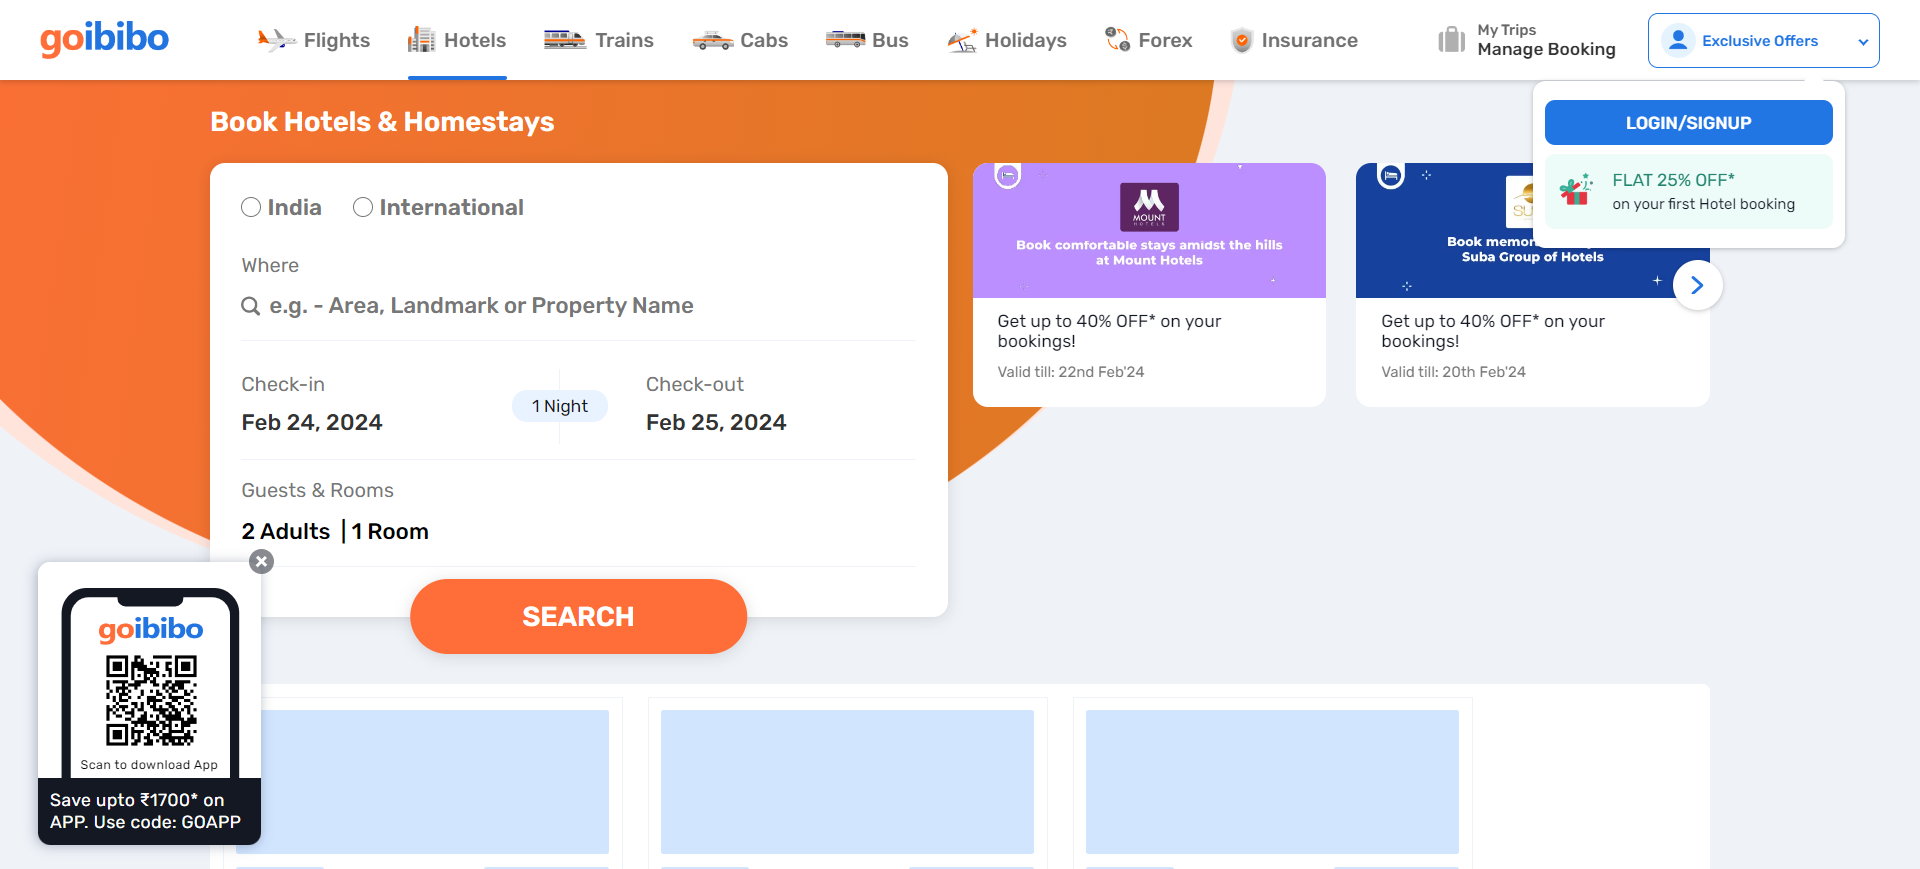 goibibo
Flights
Hotels
Trains
Cabs
Bus
Holidays
Forex
Insurance
My Trips
Manage Booking
Exclusive Offers
LOGIN/SIGNUP
FLAT 25% OFF*
on your first Hotel booking
Book Hotels & Homestays
India
International
Where
e.g. - Area, Landmark or Property Name
Check-in
Feb 24, 2024
1 Night
Check-out
Feb 25, 2024
Guests & Rooms
2 Adults | 1 Room
SEARCH
MOUNT
HOTELS
Book comfortable stays amidst the hills
at Mount Hotels
Get up to 40% OFF* on your
bookings!
Valid till: 22nd Feb'24
Book
Suba Group of Hotels
Get up to 40% OFF* on your
bookings!
Valid till: 20th Feb'24
goibibo
Scan to download App
Save upto ₹1700* on
APP. Use code: GOAPP